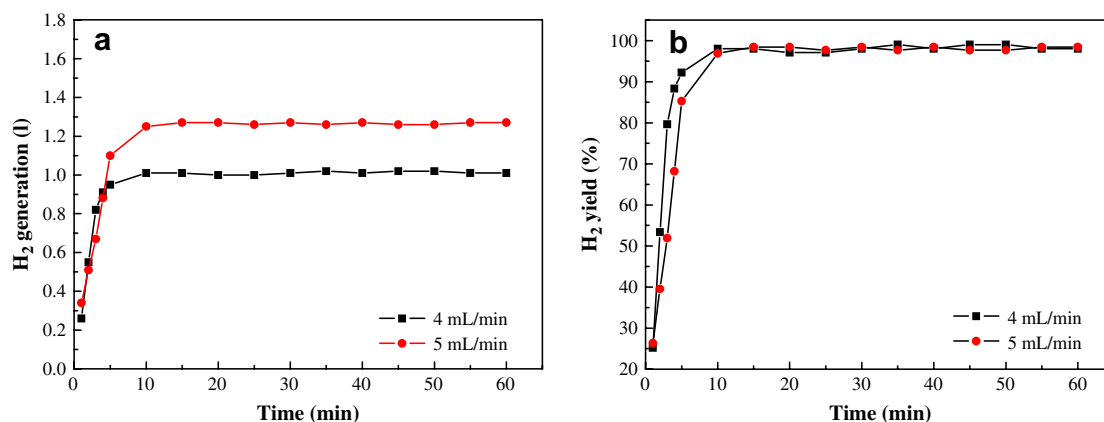 a
H₂ generation (l)
1.8
1.6
1.4
1.2
1.0
0.8
0.6
0.4
0.2
0.0
4 mL/min
5 mL/min
0 10 20 30 40 50 60
Time (min)
b
H₂ yield (%)
100
90
80
70
60
50
40
30
20
4 mL/min
5 mL/min
0 10 20 30 40 50 60
Time (min)